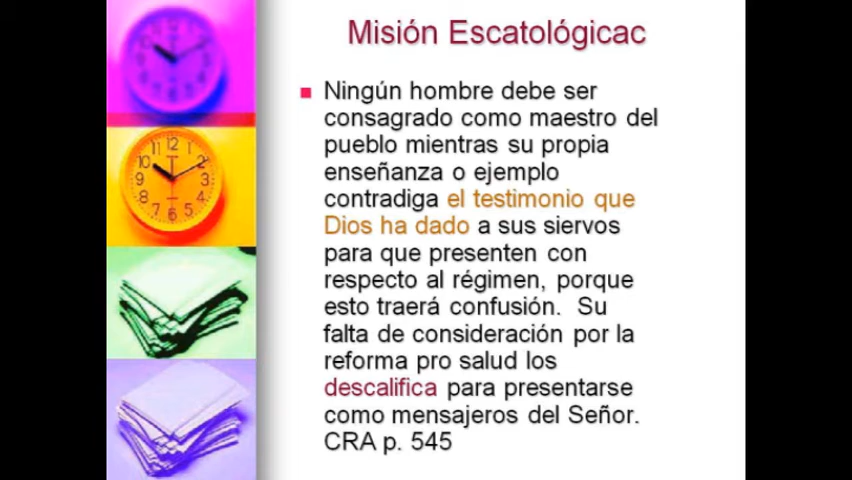 Misión Escatológicac
Ningún hombre debe ser
consagrado como maestro del
pueblo mientras su propia
enseñanza o ejemplo
contradiga el testimonio que
Dios ha dado a sus siervos
para que presenten con
respecto al régimen, porque
esto traerá confusión. Su
falta de consideración por la
reforma pro salud los
descalifica para presentarse
como mensajeros del Señor.
CRA p. 545